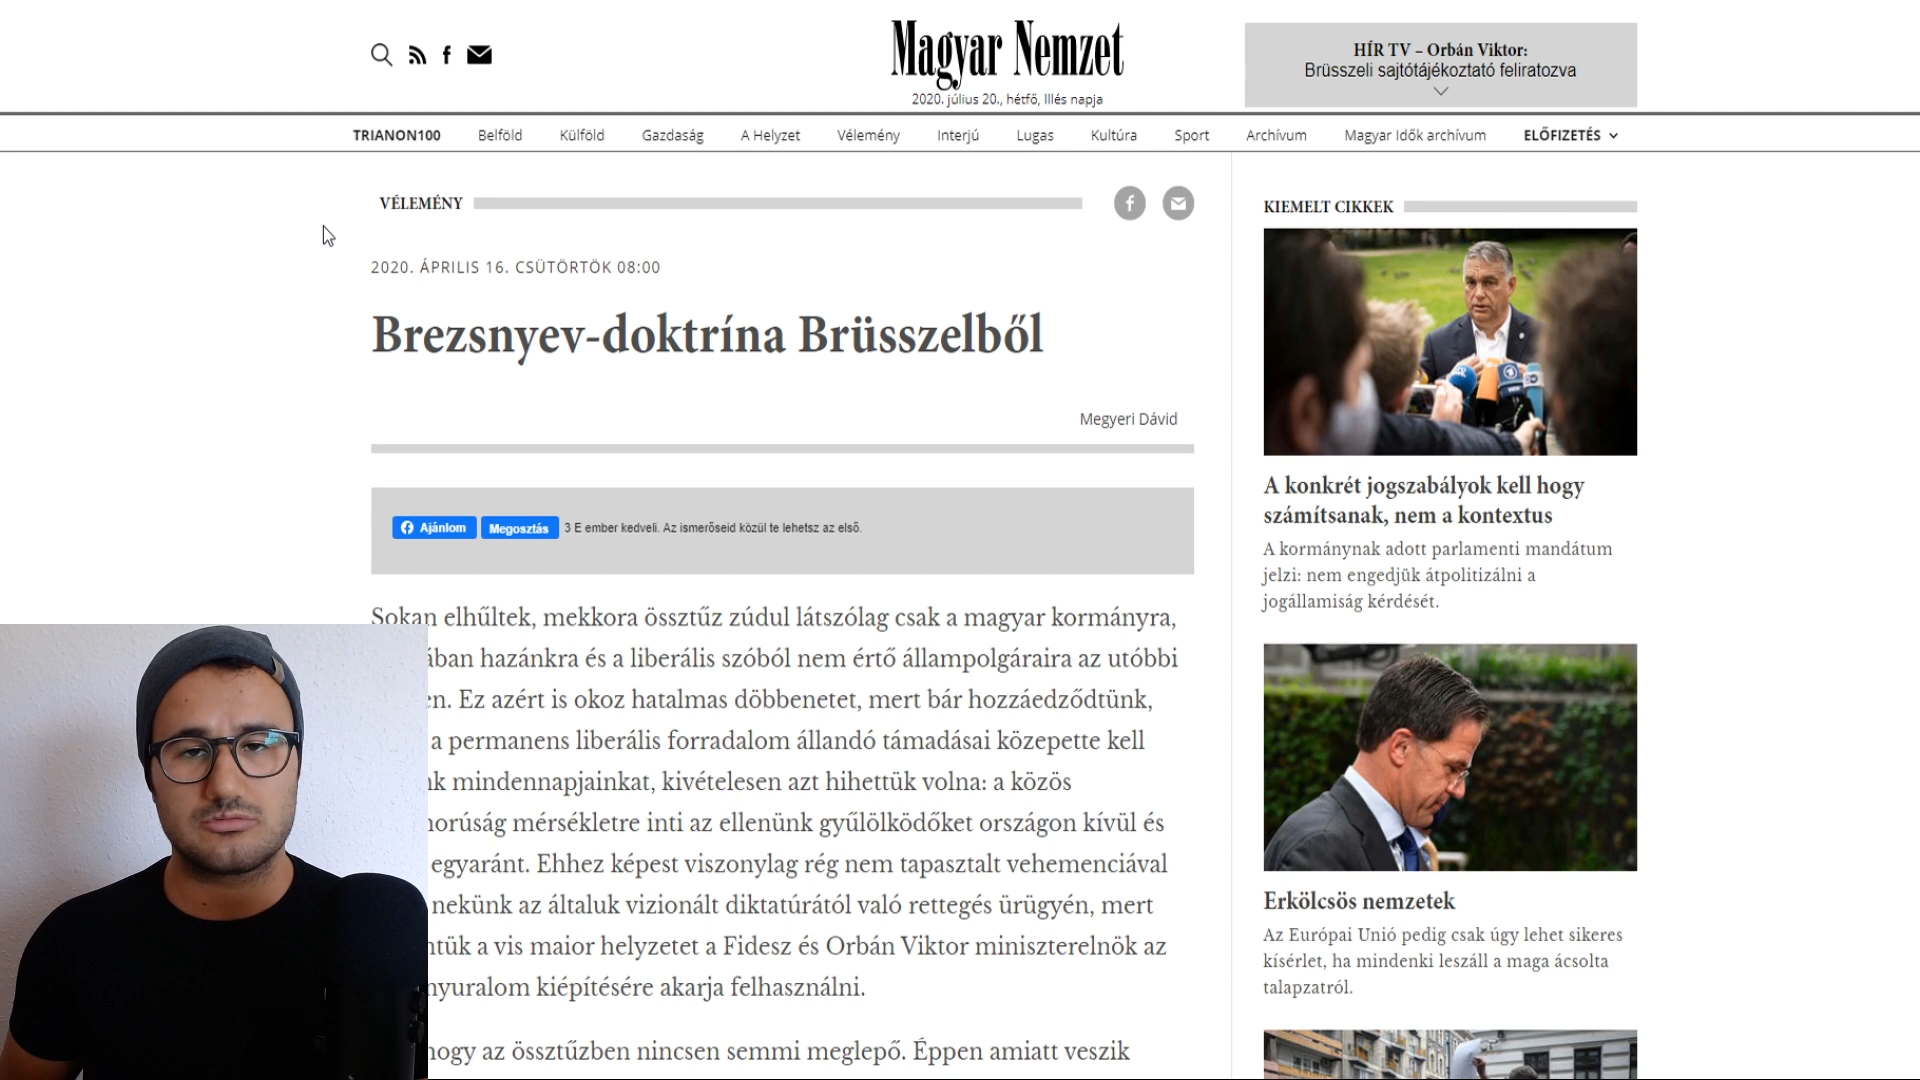 Magyar Nemzet
2020. július 20., hétfő, Illés napja
HÍR TV – Orbán Viktor:
Brüsszeli sajtótájékoztató feliratozva
TRIANON100 Belföld Külföld Gazdaság A Helyzet Vélemény Interjú Lugas Kultúra Sport Archívum Magyar Idők archívum ELŐFIZETÉS
VÉLEMÉNY
2020. ÁPRILIS 16. CSÜTÖRTÖK 08:00
Brezsnyev-doktrína Brüsszelből
Megyeri Dávid
Ajánlom Megosztás 3 E ember kedveli. Az ismerőseid közül te lehetsz az első.
Sokan elhűltek, mekkora össztűz zúdul látszólag csak a magyar kormányra,
hazánkra és a liberális szóból nem értő állampolgáraira az utóbbi
Ez azért is okoz hatalmas döbbenetet, mert bár hozzáedződtünk,
a permanens liberális forradalom állandó támadásai közepette kell
mindennapjainkat, kivételesen azt hihettük volna: a közös
mérsékletre inti az ellenünk gyűlölködőket országon kívül és
egyaránt. Ehhez képest viszonylag rég nem tapasztalt vehemenciával
nekünk az általuk vizionált diktatúrától való rettegés ürügyén, mert
a vis maior helyzetet a Fidesz és Orbán Viktor miniszterelnök az
kiépítésére akarja felhasználni.
hogy az össztűzben nincsen semmi meglepő. Éppen amiatt veszik
KIEMELT CIKKEK
A konkrét jogszabályok kell hogy
számítsanak, nem a kontextus
A kormánynak adott parlamenti mandátum
jelzi: nem engedjük átpolitizálni a
jogállamiság kérdését.
Erkölcsös nemzetek
Az Európai Unió pedig csak úgy lehet sikeres
kísérlet, ha mindenki leszáll a maga ácsolta
talapzatról.